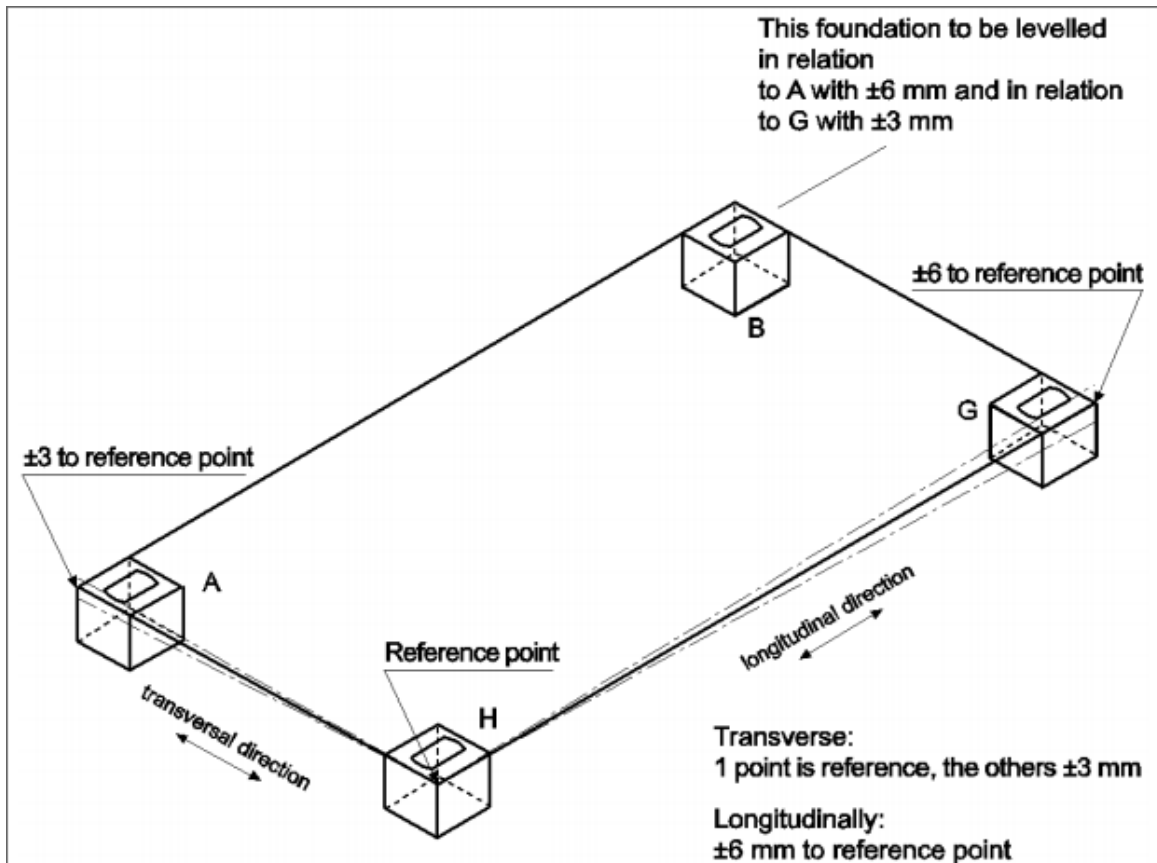 This foundation to be levelled
in relation
to A with ±6 mm and in relation
to G with ±3 mm
B
±6 to reference point
G
±3 to reference point
A
Reference point
H
transversal direction
longitudinal direction
Transverse:
1 point is reference, the others ±3 mm
Longitudinally:
±6 mm to reference point